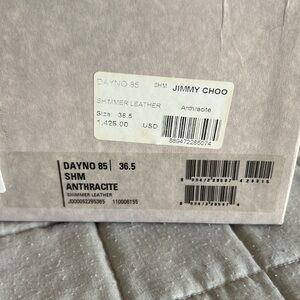 DAYNO 85 SHM JIMMY CHOO
SHIMMER LEATHER Anthracite
Size: 36.5
1,425.00 USD
889472285074
DAYNO 85 | 36.5
SHM
ANTHRACITE
SHIMMER LEATHER
J000052295365 110006155